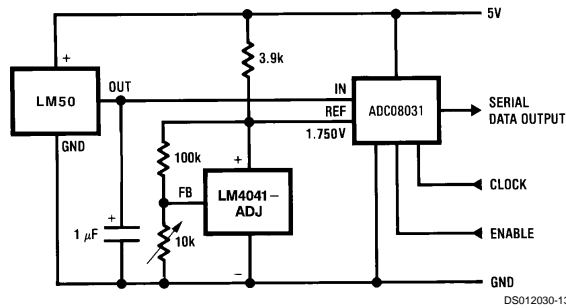 5V
+
3.9k
LM50
OUT
IN
REF
1.750V
ADC08031
SERIAL
DATA OUTPUT
GND
100k
+
FB
LM4041–
ADJ
CLOCK
+
1 μF
10k
ENABLE
–
GND
DS012030-13